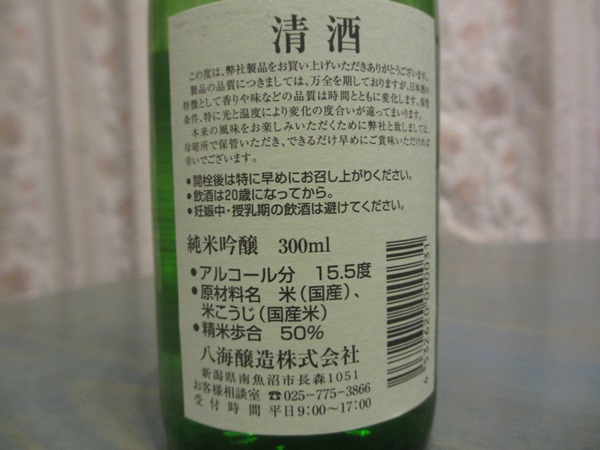 清酒
この度は、弊社製品をお買い上げいただきありがとうございます。
製品の品質につきましては、万全を期しておりますが、日本酒の
特徴として香りや味などの品質は時間とともに変化します。保管
条件、特に光と温度により変化の度合いが違ってまいります。
本来の風味をお楽しみいただくために弊社と致しましては、
冷暗所で保管いただき、できるだけ早めにご賞味いただければ
幸いでございます。
●開栓後は特に早めにお召し上がりください。
●飲酒は20歳になってから。
●妊娠中・授乳期の飲酒は避けてください。
純米吟醸 300ml
●アルコール分 15.5度
●原材料名 米(国産)、
米こうじ(国産米)
●精米歩合 50%
八海醸造株式会社
新潟県南魚沼市長森1051
お客様相談室 ☎025-775-3866
受付時間 平日9:00〜17:00
4 532620 000031